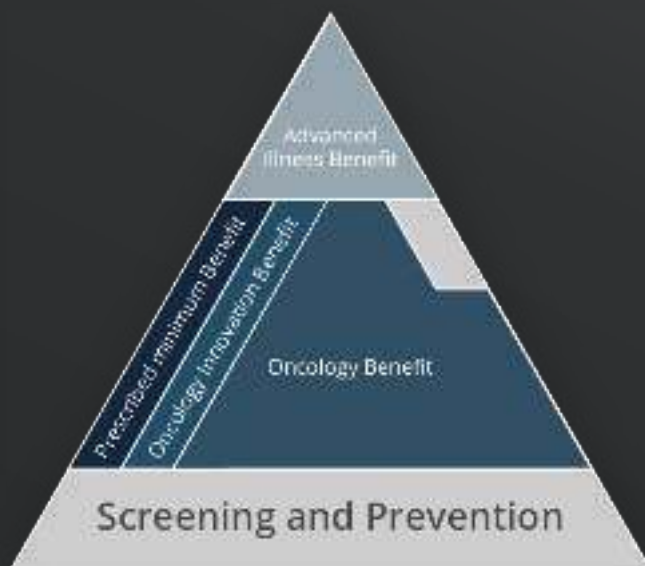 Advanced
Illness Benefit
Prescribed minimum Benefit
Oncology Innovation Benefit
Oncology Benefit
Screening and Prevention